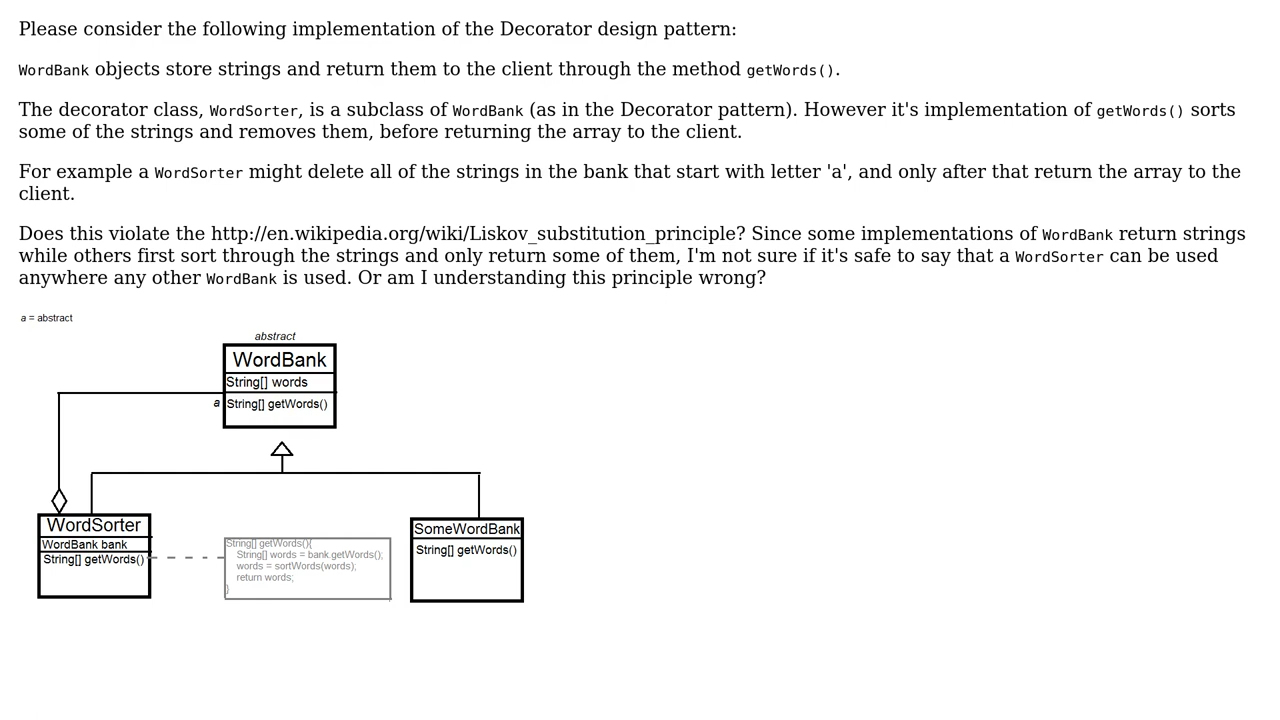 Please consider the following implementation of the Decorator design pattern:
WordBank objects store strings and return them to the client through the method getWords().
The decorator class, WordSorter, is a subclass of WordBank (as in the Decorator pattern). However it's implementation of getWords() sorts
some of the strings and removes them, before returning the array to the client.
For example a WordSorter might delete all of the strings in the bank that start with letter 'a', and only after that return the array to the
client.
Does this violate the http://en.wikipedia.org/wiki/Liskov_substitution_principle? Since some implementations of WordBank return strings
while others first sort through the strings and only return some of them, I'm not sure if it's safe to say that a WordSorter can be used
anywhere any other WordBank is used. Or am I understanding this principle wrong?
a = abstract
abstract
WordBank
String[] words
a String[] getWords()
WordSorter
WordBank bank
String[] getWords()
String[] getWords(){
String[] words = bank.getWords();
words = sortWords(words);
return words;
}
SomeWordBank
String[] getWords()